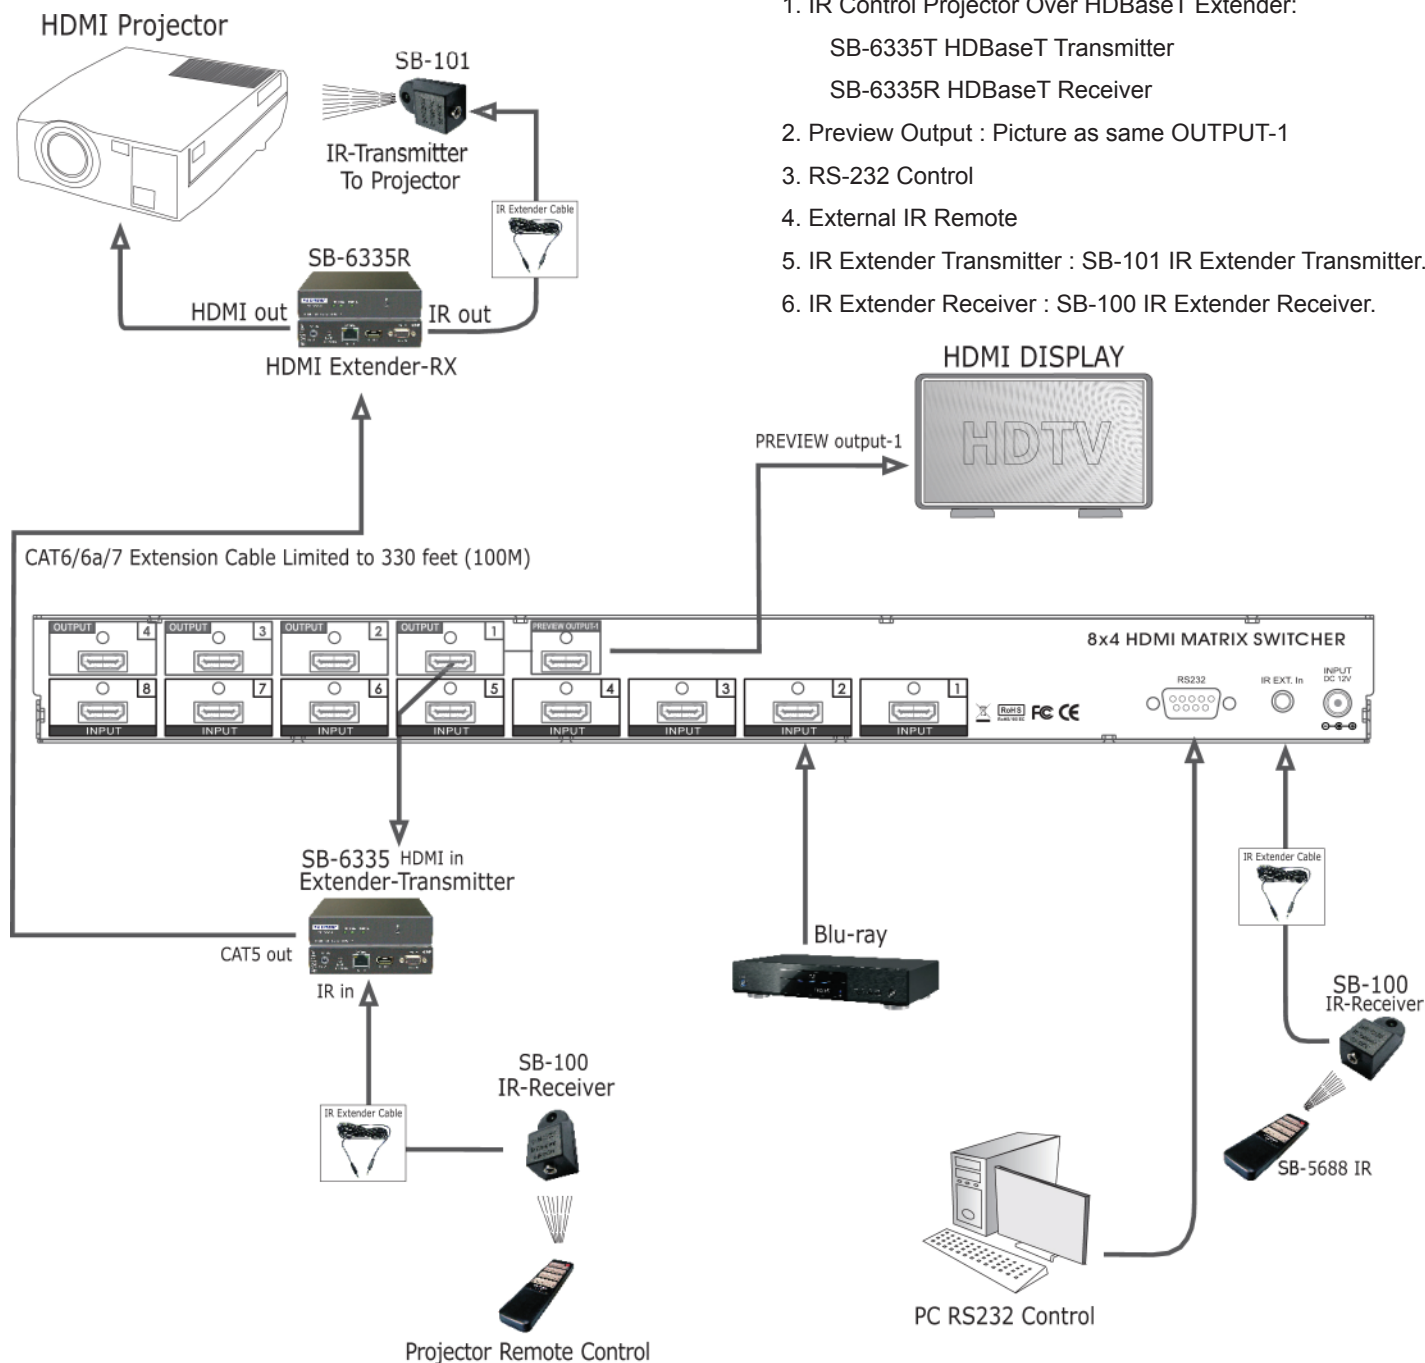 HDMI Projector
SB-101
IR-Transmitter
To Projector
IR Extender Cable
SB-6335R
HDMI out
IR out
HDMI Extender-RX
1. IR Control Projector Over HDBaseT Extender:
SB-6335T HDBaseT Transmitter
SB-6335R HDBaseT Receiver
2. Preview Output : Picture as same OUTPUT-1
3. RS-232 Control
4. External IR Remote
5. IR Extender Transmitter : SB-101 IR Extender Transmitter.
6. IR Extender Receiver : SB-100 IR Extender Receiver.
HDMI DISPLAY
HDTV
PREVIEW output-1
CAT6/6a/7 Extension Cable Limited to 330 feet (100M)
OUTPUT 4
OUTPUT 3
OUTPUT 2
OUTPUT 1
PREVIEW OUTPUT-1
8x4 HDMI MATRIX SWITCHER
8 INPUT
7 INPUT
6 INPUT
5 INPUT
4 INPUT
3 INPUT
2 INPUT
1 INPUT
RoHS
FC CE
RS232
IR EXT. In
INPUT
DC 12V
SB-6335 HDMI in
Extender-Transmitter
CAT5 out
IR in
IR Extender Cable
SB-100
IR-Receiver
Projector Remote Control
Blu-ray
PC RS232 Control
IR Extender Cable
SB-100
IR-Receiver
SB-5688 IR